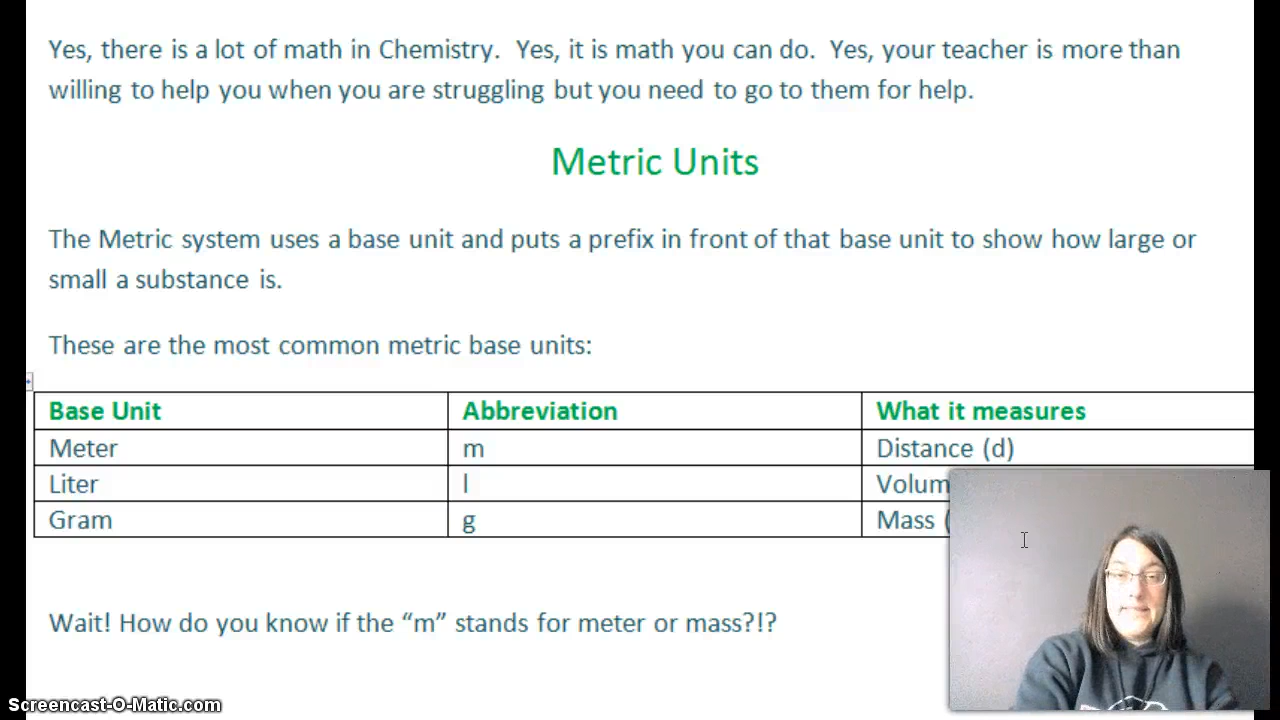 Yes, there is a lot of math in Chemistry.  Yes, it is math you can do.  Yes, your teacher is more than
willing to help you when you are struggling but you need to go to them for help.
Metric Units
The Metric system uses a base unit and puts a prefix in front of that base unit to show how large or
small a substance is.
These are the most common metric base units:
Base Unit Abbreviation What it measures
Meter m Distance (d)
Liter l Volum
Gram g Mass (
Wait! How do you know if the “m” stands for meter or mass?!?
Screencast-O-Matic.com